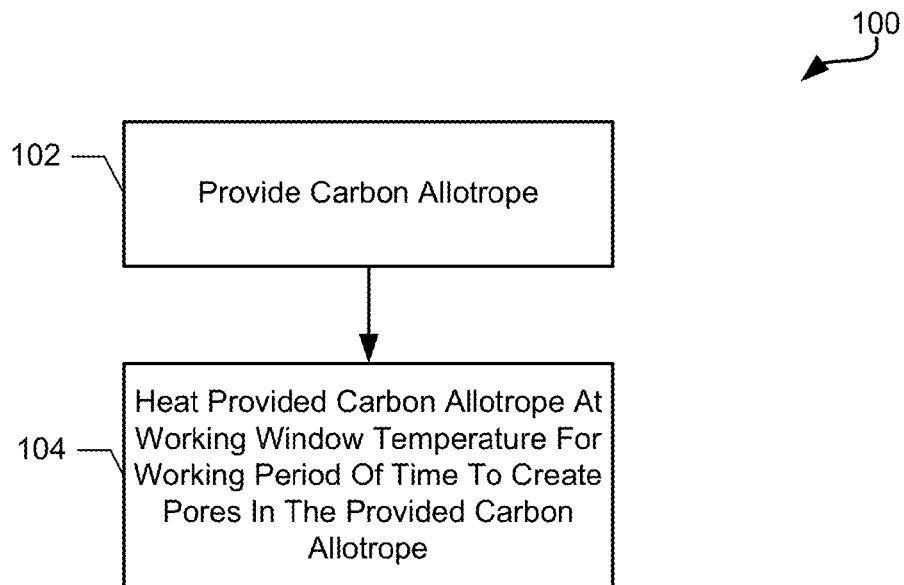 100
102
Provide Carbon Allotrope
104
Heat Provided Carbon Allotrope At
Working Window Temperature For
Working Period Of Time To Create
Pores In The Provided Carbon
Allotrope